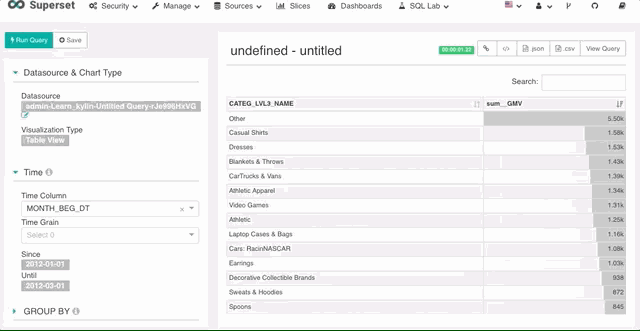 Superset Security Manage Sources Slices Dashboards SQL Lab
Run Query Save
undefined - untitled
00:00:01.22 .json .csv View Query
Datasource & Chart Type
Search:
Datasource
admin-Learn_kylin-Untitled Query-rJe996HxVG
Visualization Type
Table View
Time
Time Column
MONTH_BEG_DT
Time Grain
Select 0
Since
2012-01-01
Until
2012-03-01
GROUP BY
CATEG_LVL3_NAME sum__GMV
Other 5.50k
Casual Shirts 1.58k
Dresses 1.53k
Blankets & Throws 1.43k
CarTrucks & Vans 1.39k
Athletic Apparel 1.34k
Video Games 1.31k
Athletic 1.25k
Laptop Cases & Bags 1.16k
Cars: RacinNASCAR 1.08k
Earrings 1.03k
Decorative Collectible Brands 938
Sweats & Hoodies 872
Spoons 845